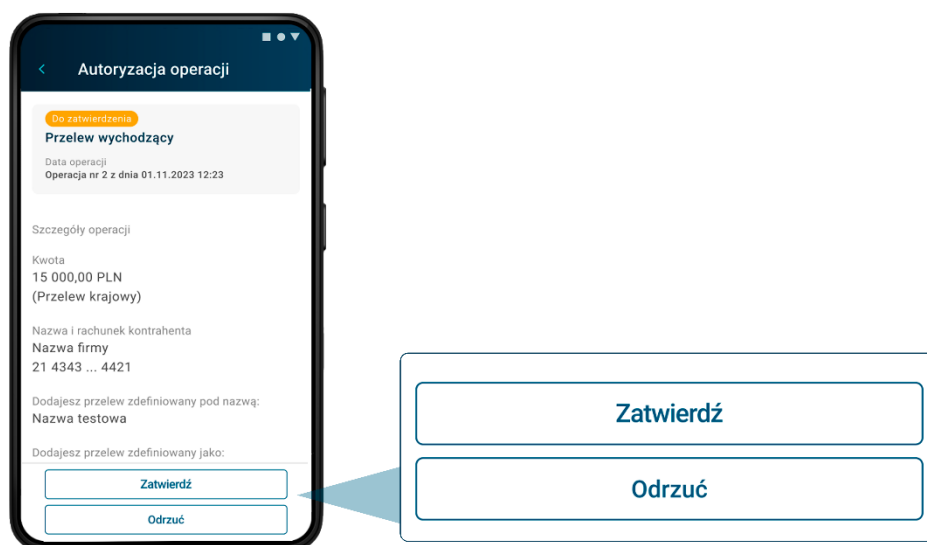 Autoryzacja operacji
Do zatwierdzenia
Przelew wychodzący
Data operacji
Operacja nr 2 z dnia 01.11.2023 12:23
Szczegóły operacji
Kwota
15 000,00 PLN
(Przelew krajowy)
Nazwa i rachunek kontrahenta
Nazwa firmy
21 4343 ... 4421
Dodajesz przelew zdefiniowany pod nazwą:
Nazwa testowa
Dodajesz przelew zdefiniowany jako:
Zatwierdź
Odrzuć
Zatwierdź
Odrzuć